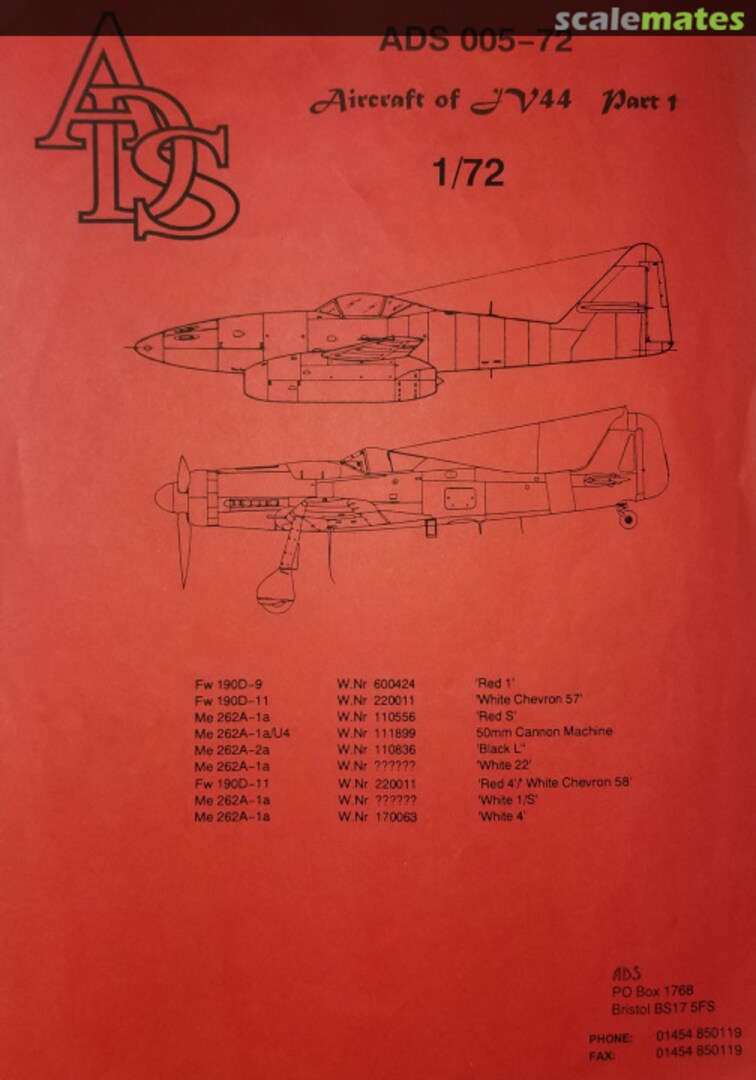 scalemates
ADS 005-72
ADS
Aircraft of JV44 Part 1
1/72
Fw 190D-9 W.Nr 600424 'Red 1'
Fw 190D-11 W.Nr 220011 'White Chevron 57'
Me 262A-1a W.Nr 110556 'Red S'
Me 262A-1a/U4 W.Nr 111899 50mm Cannon Machine
Me 262A-2a W.Nr 110836 'Black L"
Me 262A-1a W.Nr ?????? 'White 22'
Fw 190D-11 W.Nr 220011 'Red 4'/' White Chevron 58'
Me 262A-1a W.Nr ?????? 'White 1/S'
Me 262A-1a W.Nr 170063 'White 4'
ADS
PO Box 1768
Bristol BS17 5FS
PHONE: 01454 850119
FAX: 01454 850119